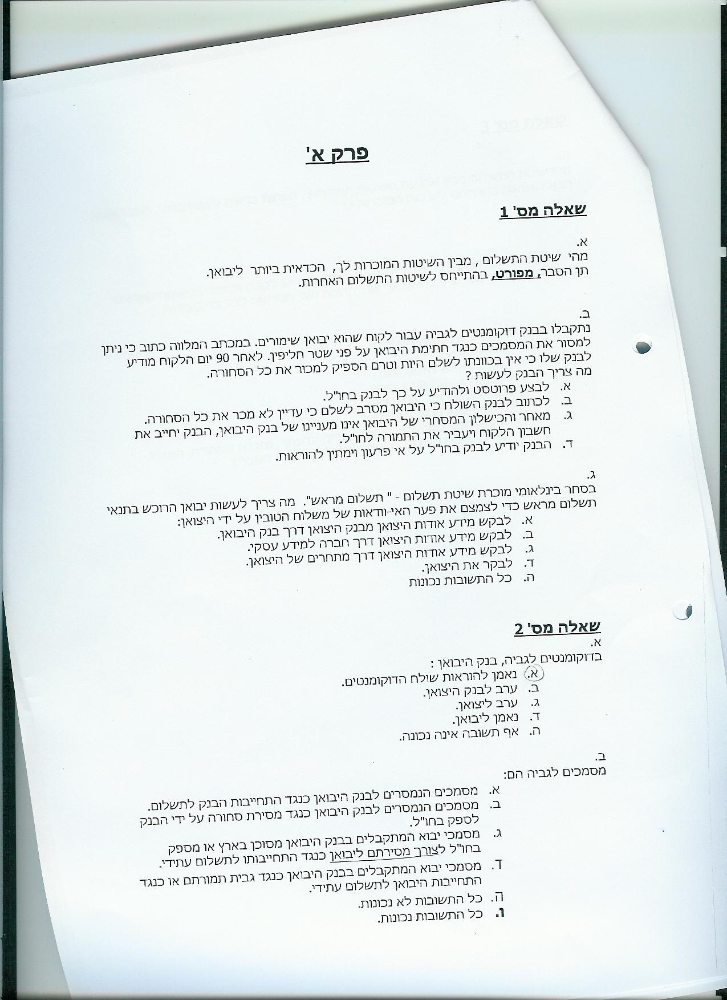 פרק א'
שאלה מס' 1
א.
מהי שיטת התשלום , מבין השיטות המוכרות לך, הכדאית ביותר ליבואן.
תן הסבר, מפורט, בהתייחס לשיטות התשלום האחרות.
ב.
נתקבלו בבנק דוקומנטים לגביה עבור לקוח שהוא יבואן שימורים. במכתב המלווה כתוב כי ניתן
למסור את המסמכים כנגד חתימת היבואן על פני שטר חליפין. לאחר 90 יום הלקוח מודיע
לבנק שלו כי אין בכוונתו לשלם היות וטרם הספיק למכור את כל הסחורה.
מה צריך הבנק לעשות ?
א. לבצע פרוטסט ולהודיע על כך לבנק בחו"ל.
ב. לכתוב לבנק השולח כי היבואן מסרב לשלם כי עדיין לא מכר את כל הסחורה.
ג. מאחר והכישלון המסחרי של היבואן אינו מעניינו של בנק היבואן, הבנק יחייב את
חשבון הלקוח ויעביר את התמורה לחו"ל.
ד. הבנק יודיע לבנק בחו"ל על אי פרעון וימתין להוראות.
ג.
בסחר בינלאומי מוכרת שיטת תשלום - " תשלום מראש". מה צריך לעשות יבואן הרוכש בתנאי
תשלום מראש כדי לצמצם את פער האי-וודאות של משלוח הטובין על ידי היצואן:
א. לבקש מידע אודות היצואן מבנק היצואן דרך בנק היבואן.
ב. לבקש מידע אודות היצואן דרך חברה למידע עסקי.
ג. לבקש מידע אודות היצואן דרך מתחרים של היצואן.
ד. לבקר את היצואן.
ה. כל התשובות נכונות
שאלה מס' 2
א.
בדוקומנטים לגביה, בנק היבואן :
א. נאמן להוראות שולח הדוקומנטים.
ב. ערב לבנק היצואן.
ג. ערב ליצואן.
ד. נאמן ליבואן.
ה. אף תשובה אינה נכונה.
ב.
מסמכים לגביה הם:
א. מסמכים הנמסרים לבנק היבואן כנגד התחייבות הבנק לתשלום.
ב. מסמכים הנמסרים לבנק היבואן כנגד מסירת סחורה על ידי הבנק
לספק בחו"ל.
ג. מסמכי יבוא המתקבלים בבנק היבואן מסוכן בארץ או מספק
בחו"ל לצורך מסירתם ליבואן כנגד התחייבותו לתשלום עתידי.
ד. מסמכי יבוא המתקבלים בבנק היבואן כנגד גבית תמורתם או כנגד
התחייבות היבואן לתשלום עתידי.
ה. כל התשובות לא נכונות.
ו. כל התשובות נכונות.